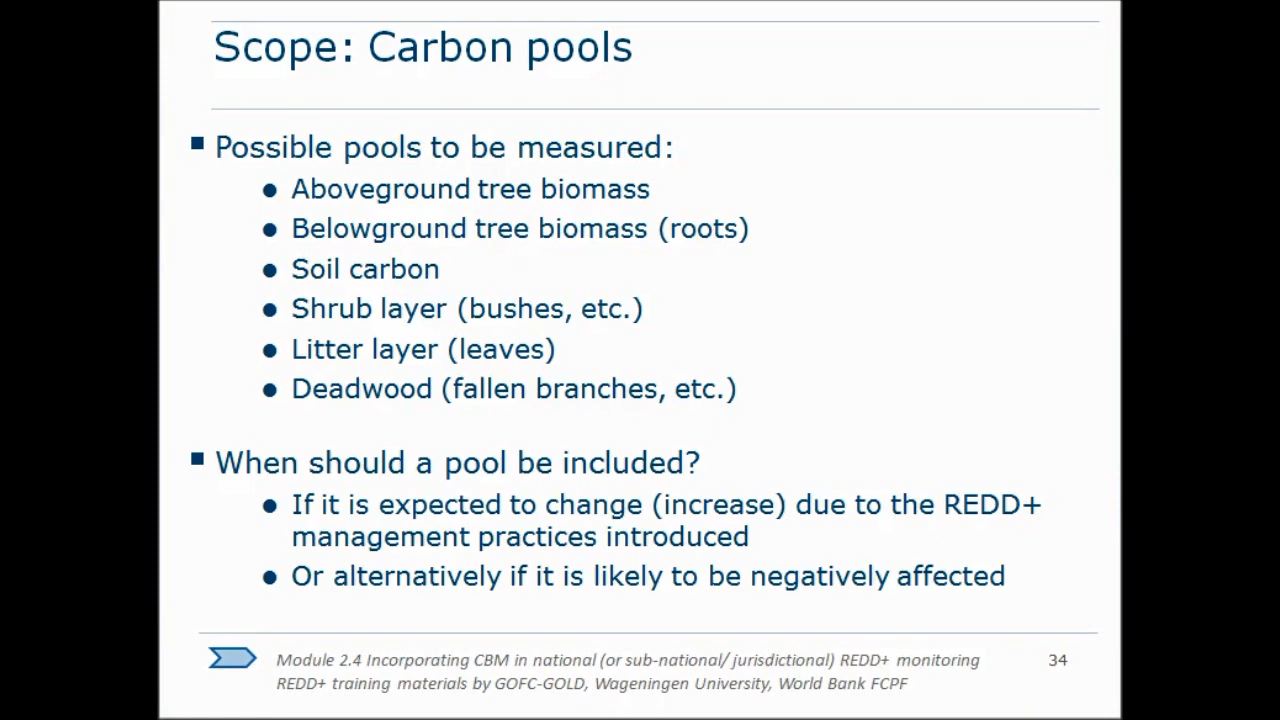 Scope: Carbon pools
Possible pools to be measured:
Aboveground tree biomass
Belowground tree biomass (roots)
Soil carbon
Shrub layer (bushes, etc.)
Litter layer (leaves)
Deadwood (fallen branches, etc.)
When should a pool be included?
If it is expected to change (increase) due to the REDD+
management practices introduced
Or alternatively if it is likely to be negatively affected
Module 2.4 Incorporating CBM in national (or sub-national/ jurisdictional) REDD+ monitoring
REDD+ training materials by GOFC-GOLD, Wageningen University, World Bank FCPF
34